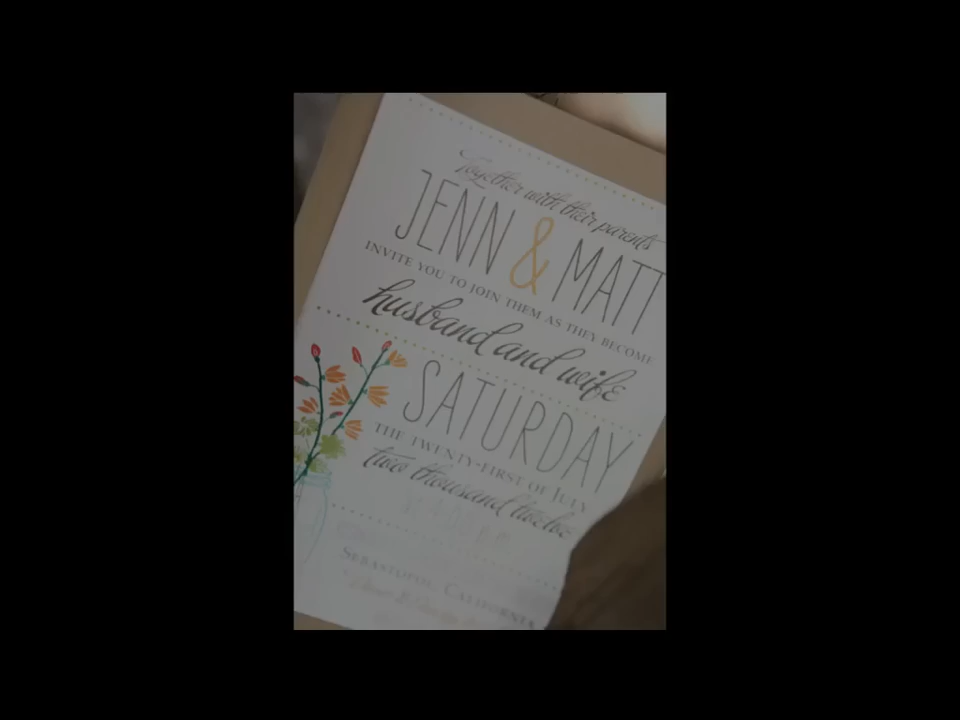 Together with their parents
JENN & MATT
INVITE YOU TO JOIN THEM AS THEY BECOME
husband and wife
SATURDAY
THE TWENTY-FIRST OF JULY
two thousand twelve
SEBASTOPOL, CALIFORNIA